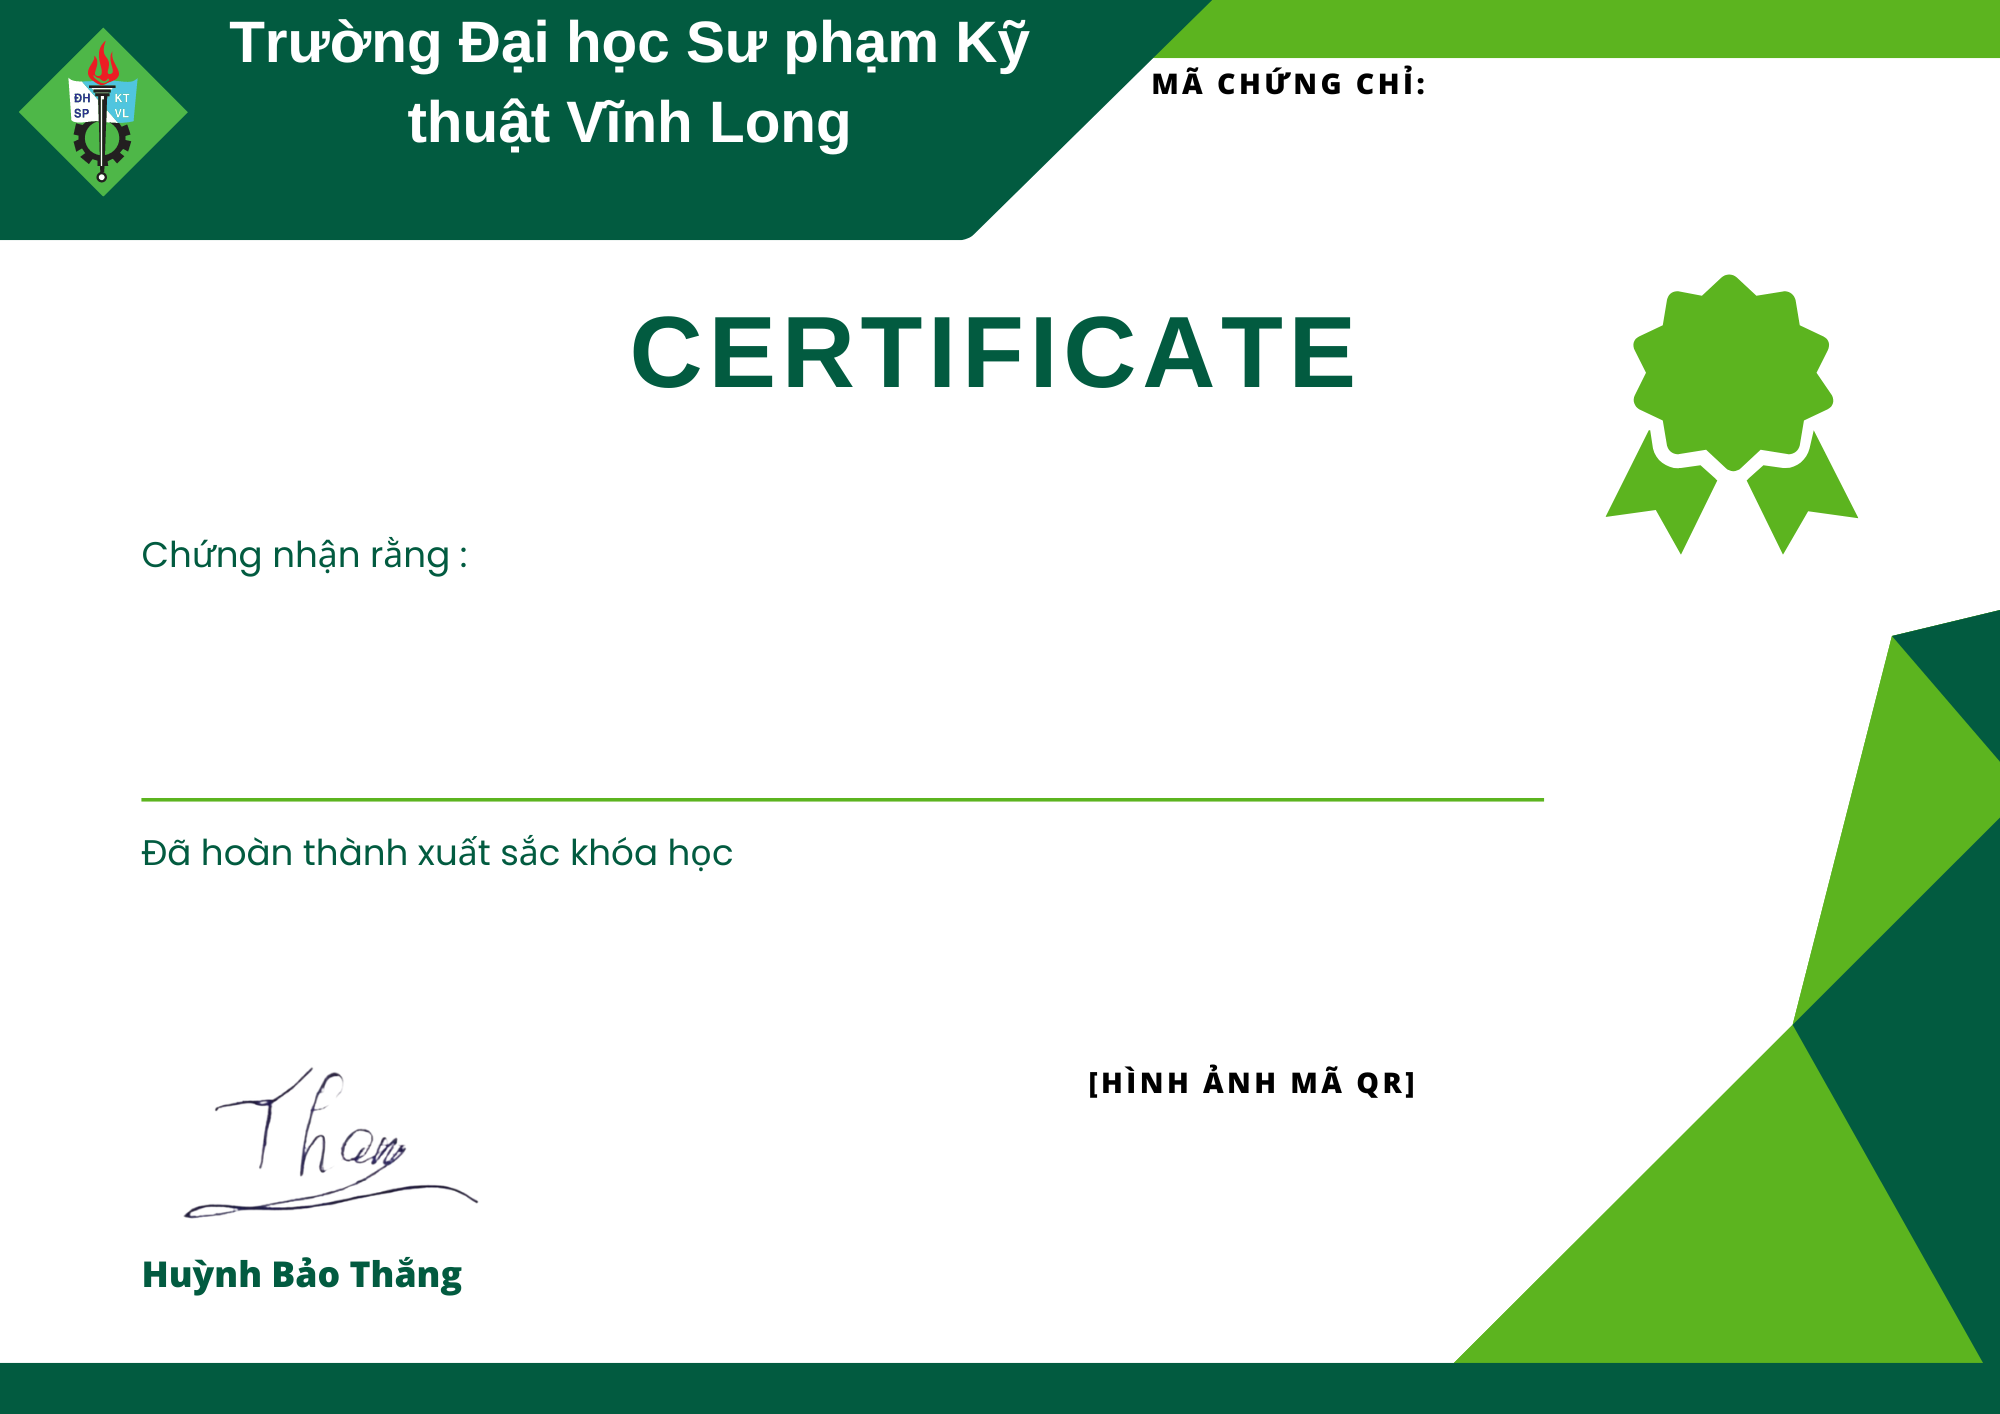 Trường Đại học Sư phạm Kỹ
thuật Vĩnh Long
ĐH
SP
KT
VL
MÃ CHỨNG CHỈ:
CERTIFICATE
Chứng nhận rằng :
Đã hoàn thành xuất sắc khóa học
[HÌNH ẢNH MÃ QR]
Thang
Huỳnh Bảo Thắng